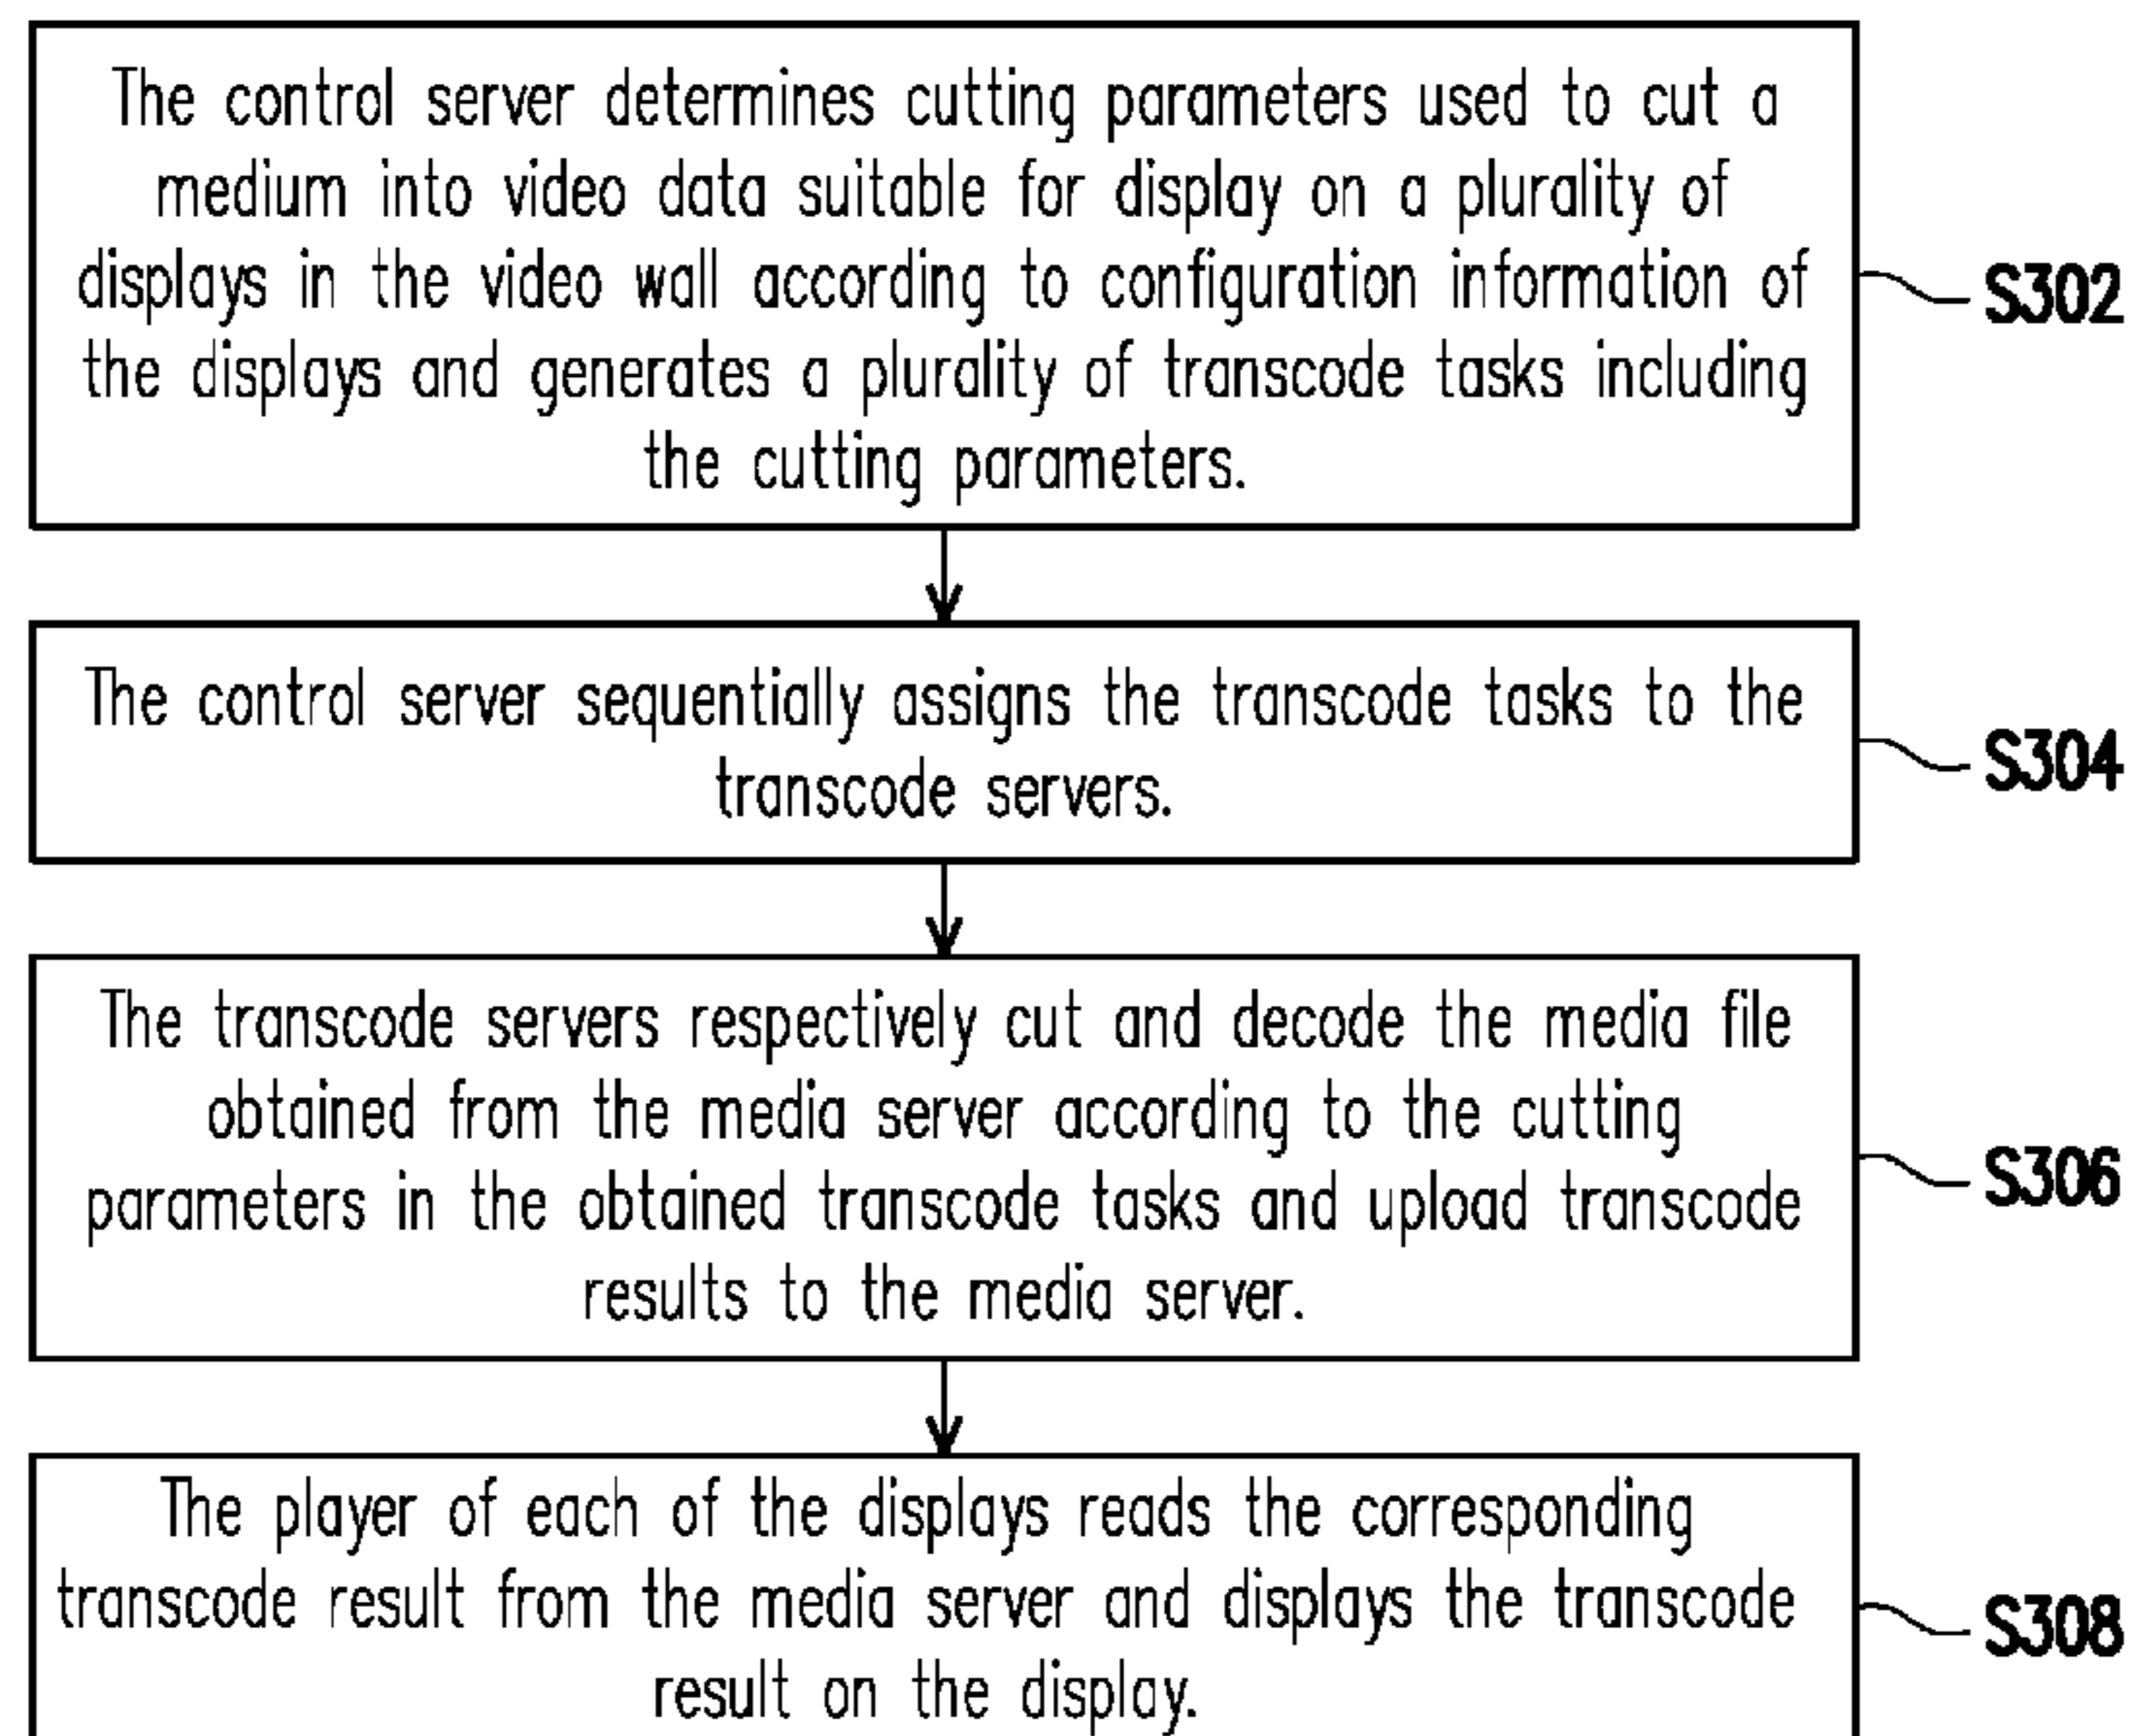 The control server determines cutting parameters used to cut a
medium into video data suitable for display on a plurality of
displays in the video wall according to configuration information of
the displays and generates a plurality of transcode tasks including
the cutting parameters.
S302
The control server sequentially assigns the transcode tasks to the
transcode servers.
S304
The transcode servers respectively cut and decode the media file
obtained from the media server according to the cutting
parameters in the obtained transcode tasks and upload transcode
results to the media server.
S306
The player of each of the displays reads the corresponding
transcode result from the media server and displays the transcode
result on the display.
S308